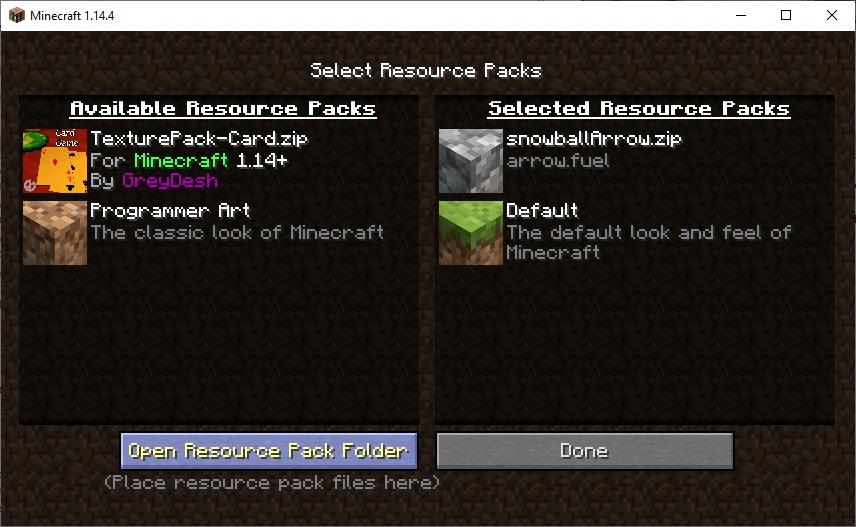 Minecraft 1.14.4
Select Resource Packs
Available Resource Packs
Card
Game
TexturePack-Card.zip
For Minecraft 1.14+
By GreyDesh
Programmer Art
The classic look of Minecraft
Selected Resource Packs
snowballArrow.zip
arrow.fuel
Default
The default look and feel of
Minecraft
Open Resource Pack Folder
Done
(Place resource pack files here)